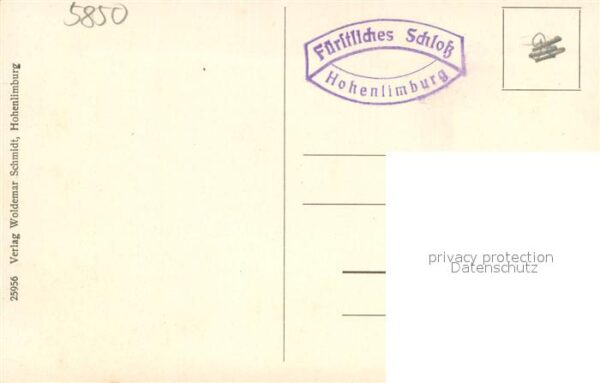 5850
Fürstliches Schloß
Hohenlimburg
25956 Verlag Woldemar Schmidt, Hohenlimburg
privacy protection
Datenschutz